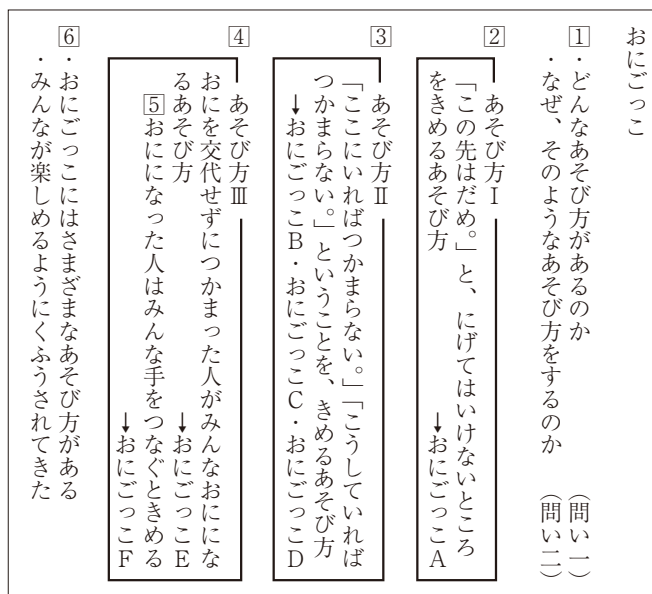 おにごっこ
1 ・どんなあそび方があるのか （問い一）
・なぜ、そのようなあそび方をするのか （問い二）
2 あそび方Ⅰ
「この先はだめ。」と、にげてはいけないところ
をきめるあそび方 →おにごっこA
3 あそび方Ⅱ
「ここにいればつかまらない。」「こうしていれば
つかまらない。」ということを、きめるあそび方
→おにごっこB・おにごっこC・おにごっこD
4 あそび方Ⅲ
おにを交代せずにつかまった人がみんなおににな
るあそび方 →おにごっこE
5 おにになった人はみんな手をつなぐときめる
→おにごっこF
6 ・おにごっこにはさまざまなあそび方がある
・みんなが楽しめるようにくふうされてきた